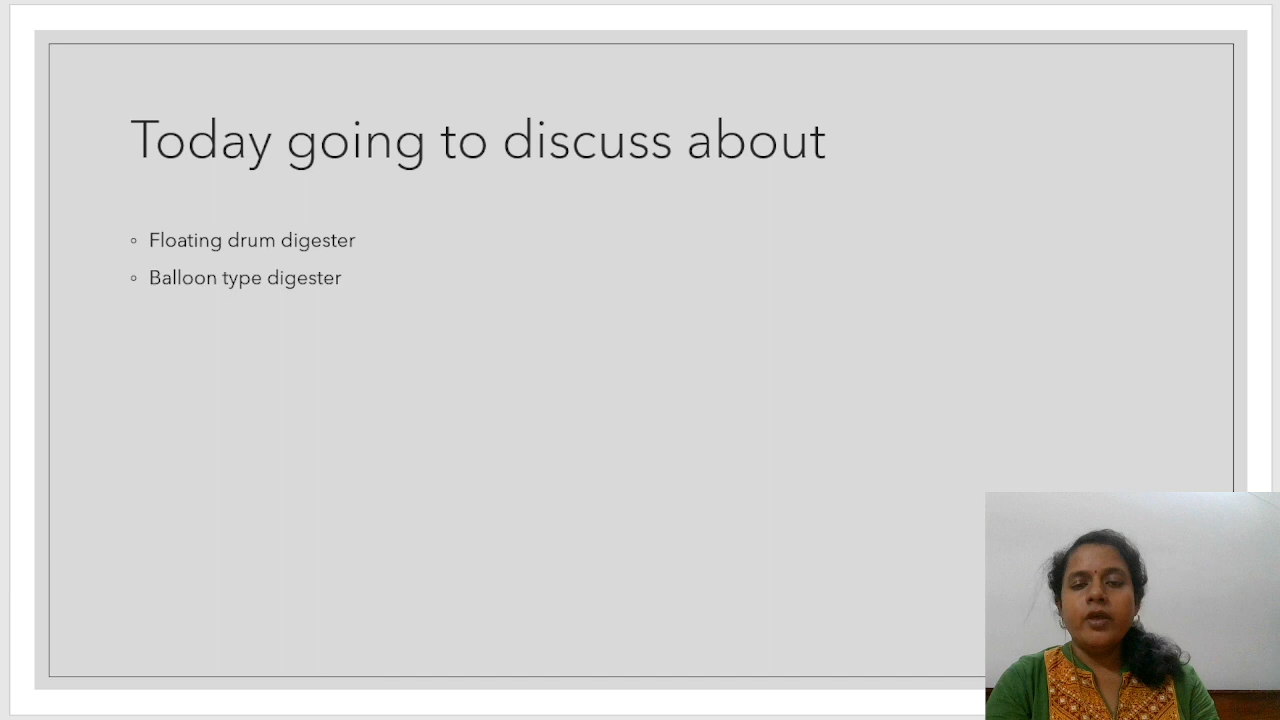 Today going to discuss about
Floating drum digester
Balloon type digester